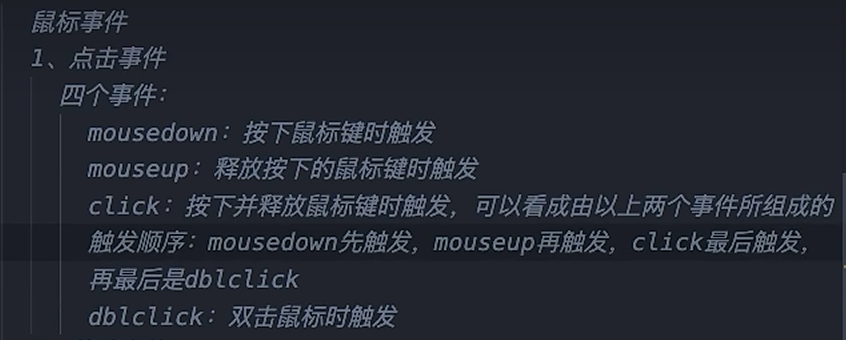 鼠标事件
1、点击事件
四个事件：
mousedown：按下鼠标键时触发
mouseup：释放按下的鼠标键时触发
click：按下并释放鼠标键时触发，可以看成由以上两个事件所组成的
触发顺序：mousedown先触发，mouseup再触发，click最后触发，
再最后是dblclick
dblclick：双击鼠标时触发